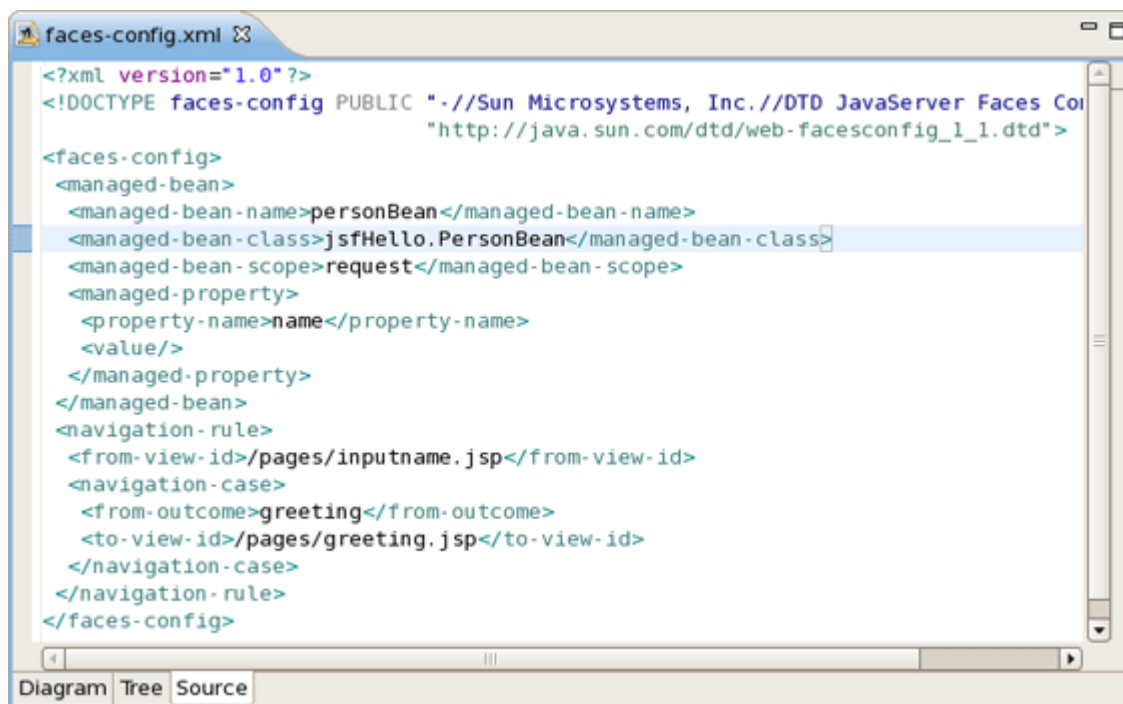 faces-config.xml
<?xml version="1.0"?>
<!DOCTYPE faces-config PUBLIC "-//Sun Microsystems, Inc.//DTD JavaServer Faces
"http://java.sun.com/dtd/web-facesconfig_1_1.dtd">
<faces-config>
<managed-bean>
<managed-bean-name>personBean</managed-bean-name>
<managed-bean-class>jsfHello.PersonBean</managed-bean-class>
<managed-bean-scope>request</managed-bean-scope>
<managed-property>
<property-name>name</property-name>
<value/>
</managed-property>
</managed-bean>
<navigation-rule>
<from-view-id>/pages/inputname.jsp</from-view-id>
<navigation-case>
<from-outcome>greeting</from-outcome>
<to-view-id>/pages/greeting.jsp</to-view-id>
</navigation-case>
</navigation-rule>
</faces-config>
Diagram Tree Source